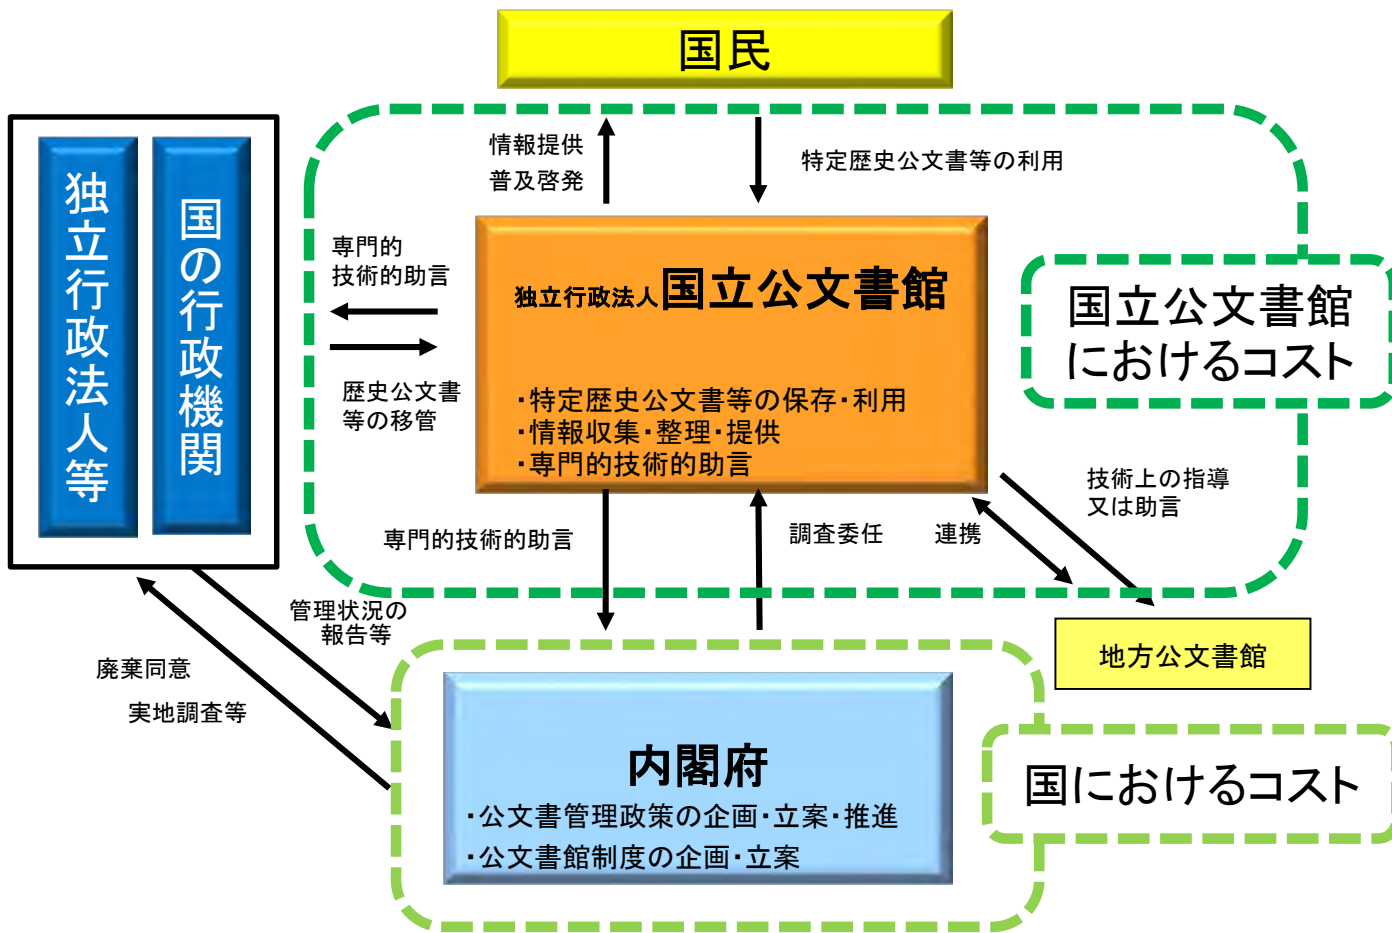 国民
情報提供
普及啓発
特定歴史公文書等の利用
独立行政法人等
国の行政機関
専門的
技術的助言
歴史公文書
等の移管
独立行政法人国立公文書館
・特定歴史公文書等の保存・利用
・情報収集・整理・提供
・専門的技術的助言
国立公文書館
におけるコスト
専門的技術的助言
調査委任
連携
技術上の指導
又は助言
管理状況の
報告等
廃棄同意
実地調査等
地方公文書館
内閣府
・公文書管理政策の企画・立案・推進
・公文書館制度の企画・立案
国におけるコスト